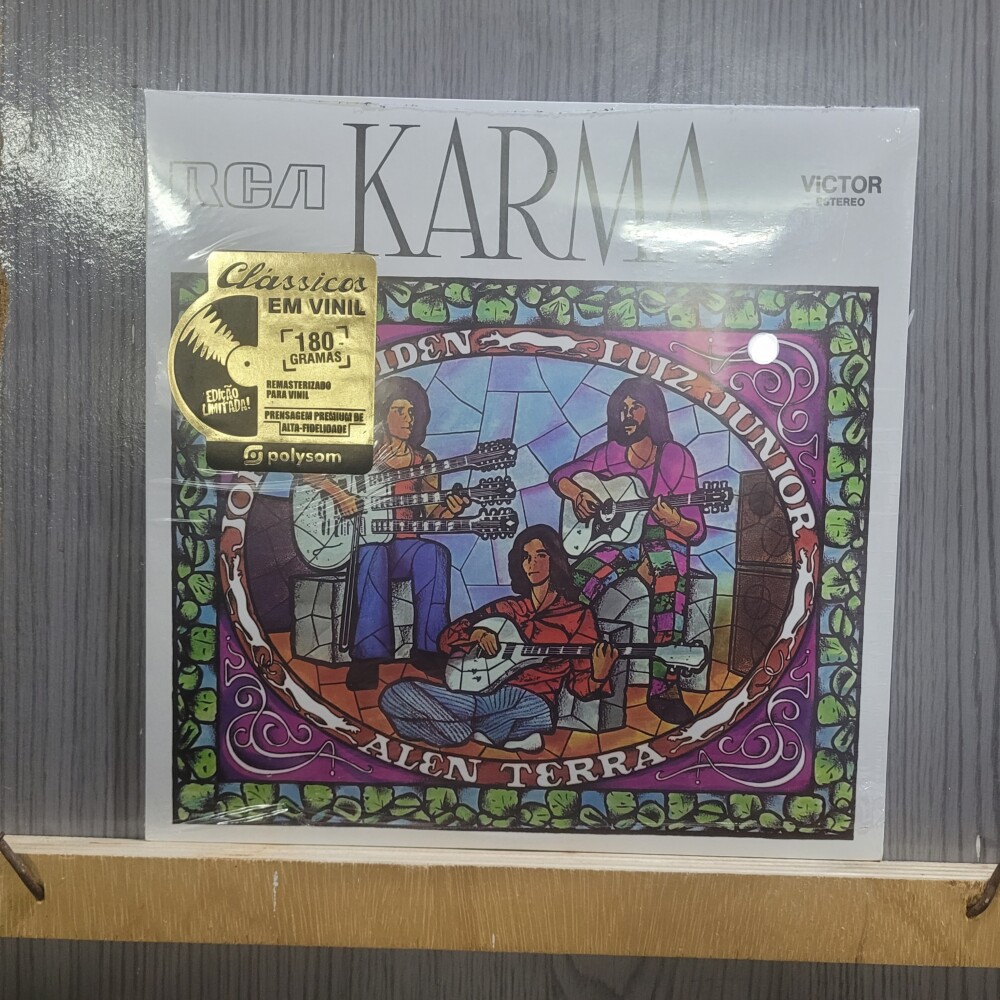 KARMA
RCA
ViCTOR
ESTEREO
Clássicos
EM VINIL
180
GRAMAS
REMASTERIZADO
PARA VINIL
EDIÇÃO
LIMITADA!
PRENSAGEM PREMIUM DE
ALTA-FIDELIDADE
polysom
LUIZ JUNIOR
ALEN TERRA